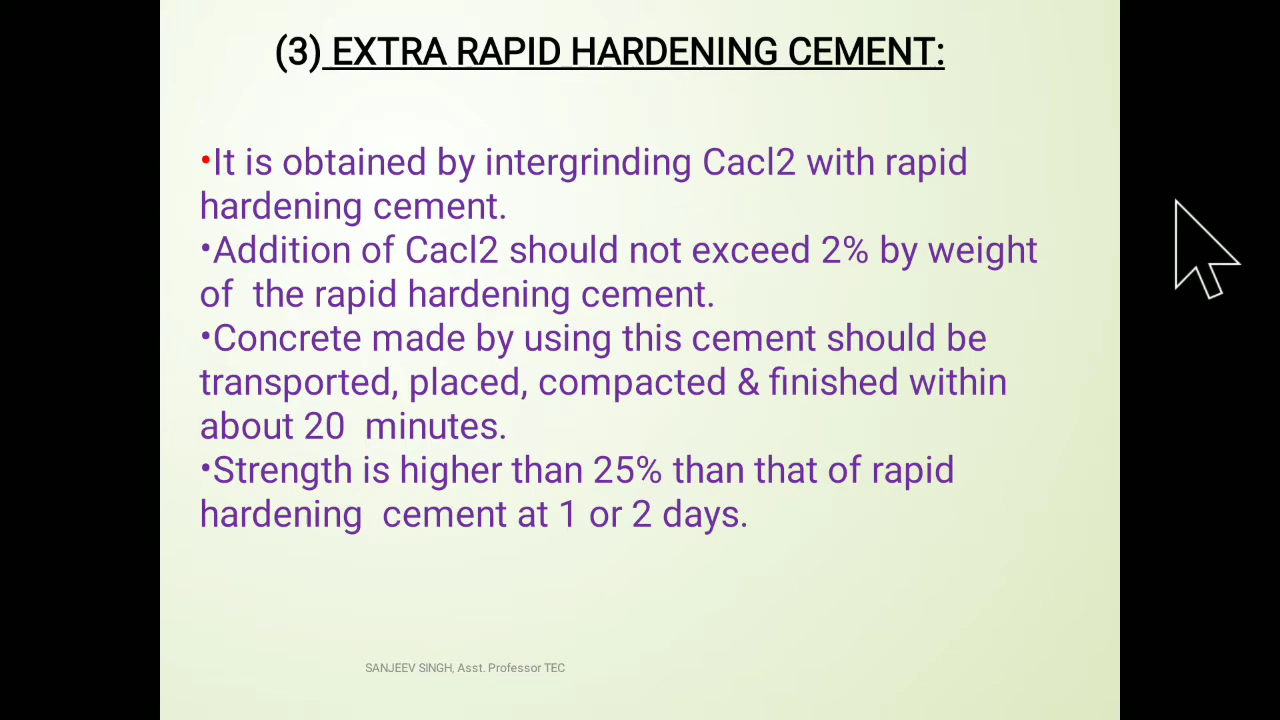 (3) EXTRA RAPID HARDENING CEMENT:
•It is obtained by intergrinding Cacl2 with rapid
hardening cement.
•Addition of Cacl2 should not exceed 2% by weight
of  the rapid hardening cement.
•Concrete made by using this cement should be
transported, placed, compacted & finished within
about 20  minutes.
•Strength is higher than 25% than that of rapid
hardening  cement at 1 or 2 days.
SANJEEV SINGH, Asst. Professor TEC